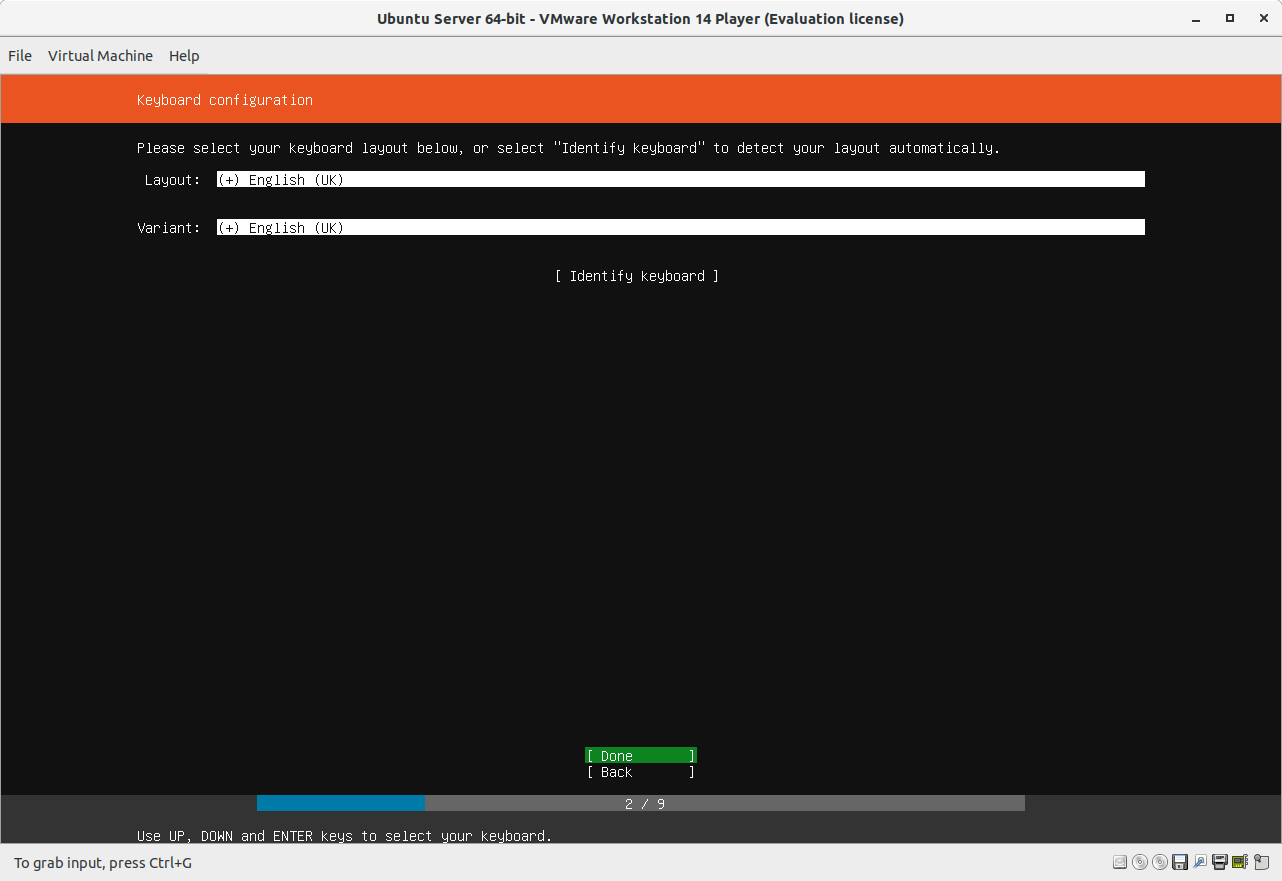 Ubuntu Server 64-bit - VMware Workstation 14 Player (Evaluation license)
File Virtual Machine Help
Keyboard configuration
Please select your keyboard layout below, or select "Identify keyboard" to detect your layout automatically.
Layout: (+) English (UK)
Variant: (+) English (UK)
[ Identify keyboard ]
[ Done ]
[ Back ]
2 / 9
Use UP, DOWN and ENTER keys to select your keyboard.
To grab input, press Ctrl+G